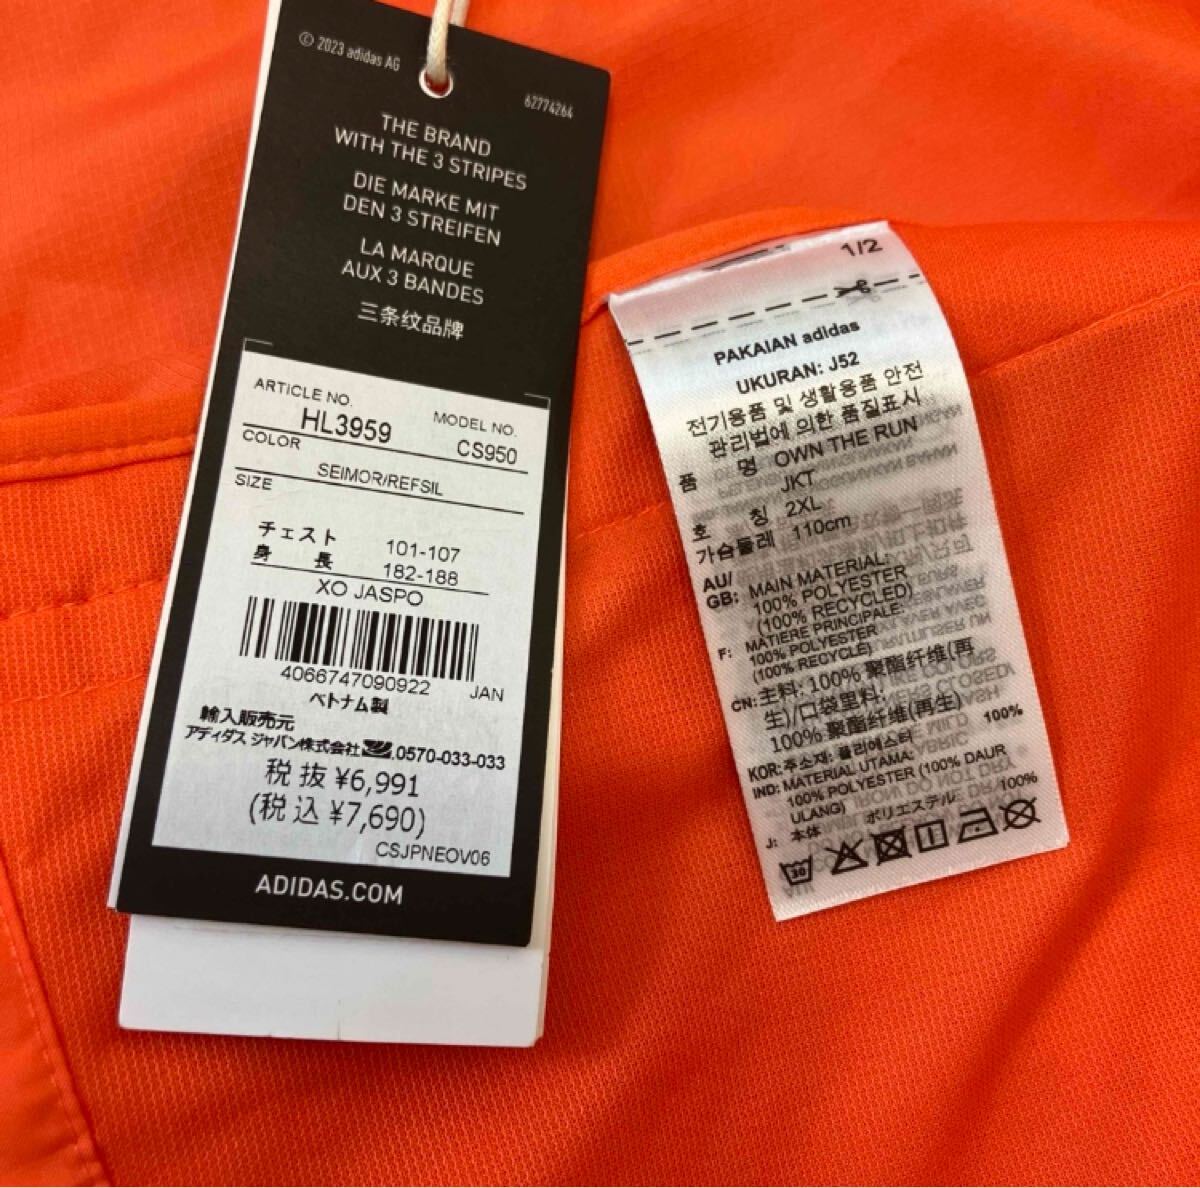 © 2023 adidas AG
62774264
THE BRAND
WITH THE 3 STRIPES
DIE MARKE MIT
DEN 3 STREIFEN
LA MARQUE
AUX 3 BANDES
三条纹品牌
ARTICLE NO.
HL3959
MODEL NO.
CS950
COLOR
SEIMOR/REFSIL
SIZE
チェスト 101-107
身 長 182-188
XO JASPO
4066747090922 JAN
ベトナム製
輸入販売元
アディダス ジャパン株式会社 0570-033-033
税 抜 ¥6,991
(税 込 ¥7,690)
CSJPNEOV06
ADIDAS.COM
1/2
PAKAIAN adidas
UKURAN: J52
전기용품 및 생활용품 안전
관리법에 의한 품질표시
품 명 OWN THE RUN
JKT
호 칭 2XL
가슴둘레 110cm
AU/
GB: MAIN MATERIAL:
100% POLYESTER
(100% RECYCLED)
F: MATIERE PRINCIPALE:
100% POLYESTER
(100% RECYCLE)
CN: 主料: 100% 聚酯纤维(再
生)/口袋里料:
100% 聚酯纤维(再生)
KOR: 주소재: 폴리에스터 100%
IND: MATERIAL UTAMA:
100% POLYESTER (100% DAUR
ULANG)
J: 本体 ポリエステル 100%
30